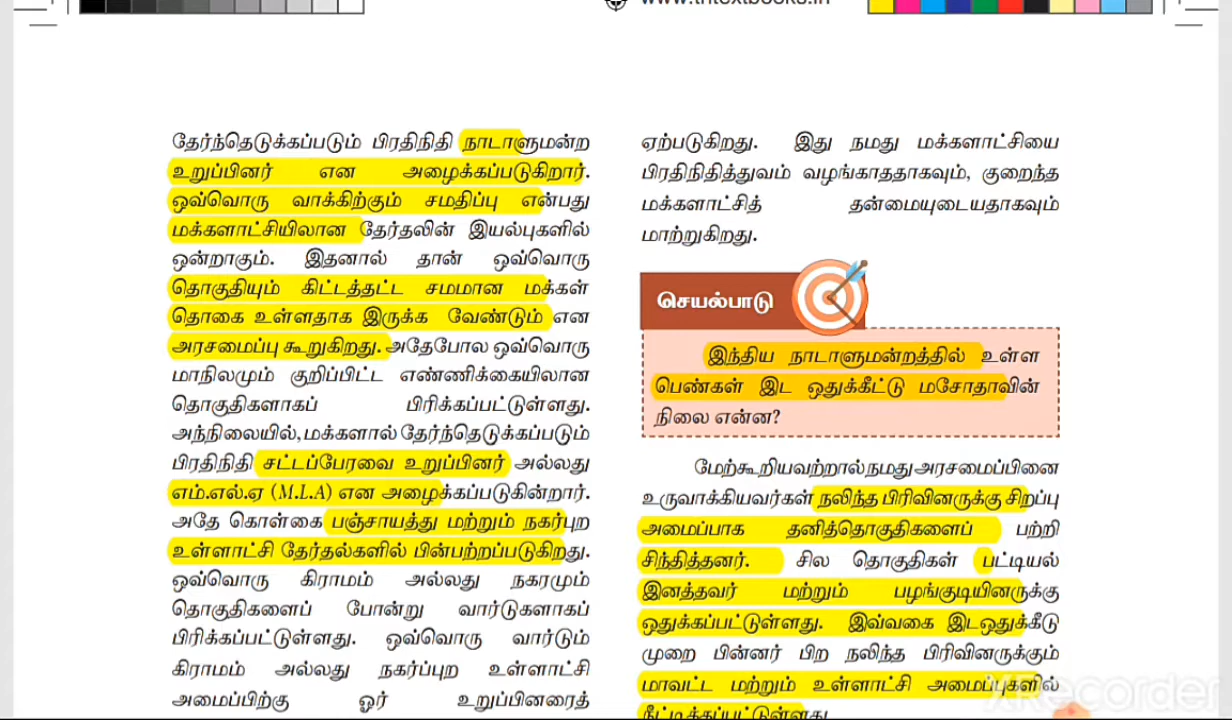 www.tntextbooks.in
தேர்ந்தெடுக்கப்படும் பிரதிநிதி நாடாளுமன்ற
உறுப்பினர் என அழைக்கப்படுகிறார்.
ஒவ்வொரு வாக்கிற்கும் சமதிப்பு என்பது
மக்களாட்சியிலான தேர்தலின் இயல்புகளில்
ஒன்றாகும். இதனால் தான் ஒவ்வொரு
தொகுதியும் கிட்டத்தட்ட சமமான மக்கள்
தொகை உள்ளதாக இருக்க வேண்டும் என
அரசமைப்பு கூறுகிறது. அதேபோல ஒவ்வொரு
மாநிலமும் குறிப்பிட்ட எண்ணிக்கையிலான
தொகுதிகளாகப் பிரிக்கப்பட்டுள்ளது.
அந்நிலையில், மக்களால் தேர்ந்தெடுக்கப்படும்
பிரதிநிதி சட்டப்பேரவை உறுப்பினர் அல்லது
எம்.எல்.ஏ (M.L.A) என அழைக்கப்படுகின்றார்.
அதே கொள்கை பஞ்சாயத்து மற்றும் நகர்புற
உள்ளாட்சி தேர்தல்களில் பின்பற்றப்படுகிறது.
ஒவ்வொரு கிராமம் அல்லது நகரமும்
தொகுதிகளைப் போன்று வார்டுகளாகப்
பிரிக்கப்பட்டுள்ளது. ஒவ்வொரு வார்டும்
கிராமம் அல்லது நகர்ப்புற உள்ளாட்சி
அமைப்பிற்கு ஓர் உறுப்பினரைத்
ஏற்படுகிறது. இது நமது மக்களாட்சியை
பிரதிநிதித்துவம் வழங்காததாகவும், குறைந்த
மக்களாட்சித் தன்மையுடையதாகவும்
மாற்றுகிறது.
செயல்பாடு
இந்திய நாடாளுமன்றத்தில் உள்ள
பெண்கள் இட ஒதுக்கீட்டு மசோதாவின்
நிலை என்ன?
மேற்கூறியவற்றால் நமது அரசமைப்பினை
உருவாக்கியவர்கள் நலிந்த பிரிவினருக்கு சிறப்பு
அமைப்பாக தனித்தொகுதிகளைப் பற்றி
சிந்தித்தனர். சில தொகுதிகள் பட்டியல்
இனத்தவர் மற்றும் பழங்குடியினருக்கு
ஒதுக்கப்பட்டுள்ளது. இவ்வகை இடஒதுக்கீடு
முறை பின்னர் பிற நலிந்த பிரிவினருக்கும்
மாவட்ட மற்றும் உள்ளாட்சி அமைப்புகளில்
நீட்டிக்கப்பட்டுள்ளது.
XRecorder